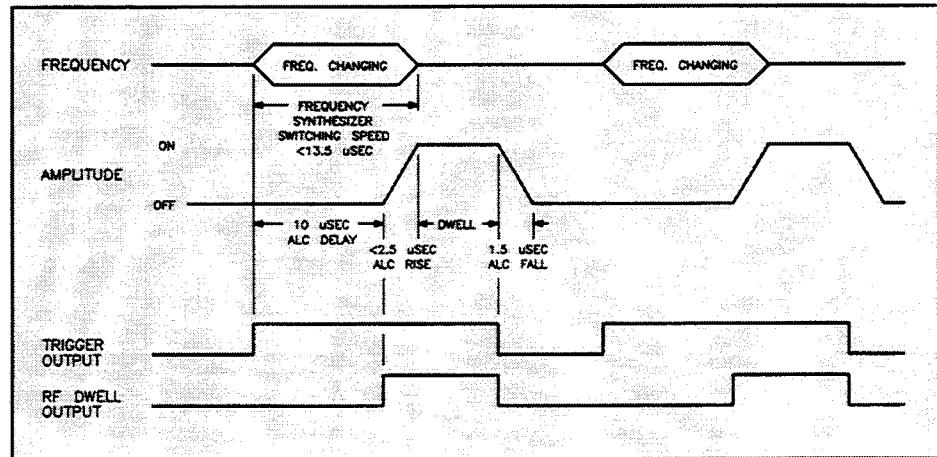 FREQUENCY
FREQ. CHANGING
FREQ. CHANGING
FREQUENCY
SYNTHESIZER
SWITCHING SPEED
<13.5 uSEC
ON
AMPLITUDE
OFF
10 uSEC
ALC DELAY
<2.5 uSEC
ALC RISE
DWELL
1.5 uSEC
ALC FALL
TRIGGER
OUTPUT
RF DWELL
OUTPUT